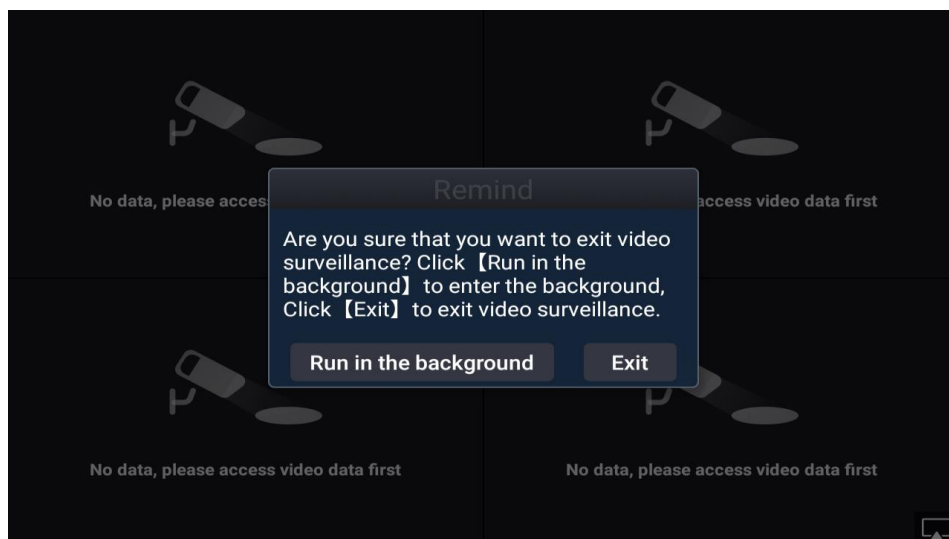 Remind
No data, please acces
access video data first
Are you sure that you want to exit video
surveillance? Click【Run in the
background】to enter the background,
Click【Exit】to exit video surveillance.
Run in the background
Exit
No data, please access video data first
No data, please access video data first